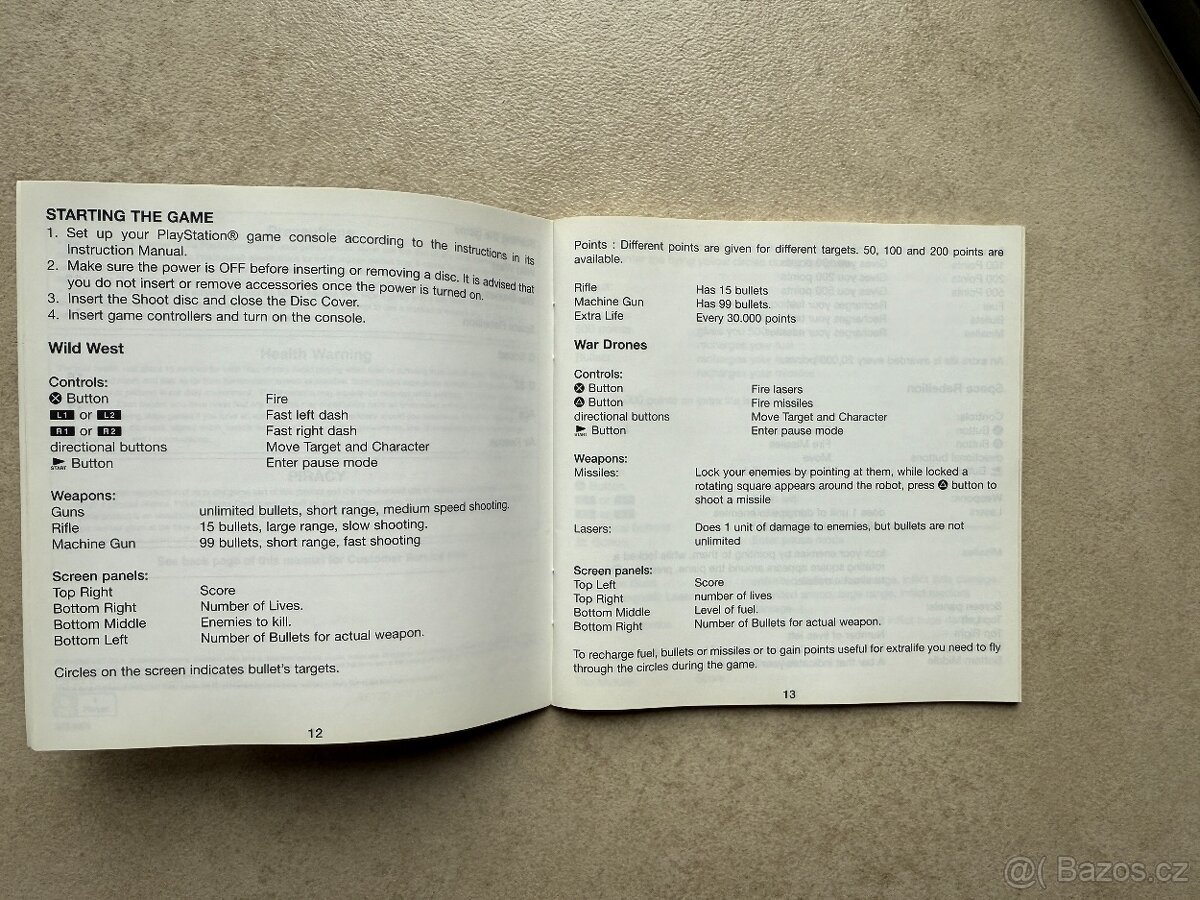 STARTING THE GAME
1. Set up your PlayStation® game console according to the instructions in its
Instruction Manual.
2. Make sure the power is OFF before inserting or removing a disc. It is advised that
you do not insert or remove accessories once the power is turned on.
3. Insert the Shoot disc and close the Disc Cover.
4. Insert game controllers and turn on the console.
Wild West
Controls:
Ⓧ Button Fire
L1 or L2 Fast left dash
R1 or R2 Fast right dash
directional buttons Move Target and Character
START Button Enter pause mode
Weapons:
Guns unlimited bullets, short range, medium speed shooting.
Rifle 15 bullets, large range, slow shooting.
Machine Gun 99 bullets, short range, fast shooting
Screen panels:
Top Right Score
Bottom Right Number of Lives.
Bottom Middle Enemies to kill.
Bottom Left Number of Bullets for actual weapon.
Circles on the screen indicates bullet's targets.
12
Points : Different points are given for different targets. 50, 100 and 200 points are
available.
Rifle Has 15 bullets
Machine Gun Has 99 bullets.
Extra Life Every 30.000 points
War Drones
Controls:
Ⓧ Button Fire lasers
△ Button Fire missiles
directional buttons Move Target and Character
START Button Enter pause mode
Weapons:
Missiles: Lock your enemies by pointing at them, while locked a
rotating square appears around the robot, press △ button to
shoot a missile
Lasers: Does 1 unit of damage to enemies, but bullets are not
unlimited
Screen panels:
Top Left Score
Top Right number of lives
Bottom Middle Level of fuel.
Bottom Right Number of Bullets for actual weapon.
To recharge fuel, bullets or missiles or to gain points useful for extralife you need to fly
through the circles during the game.
13
@( Bazos.cz